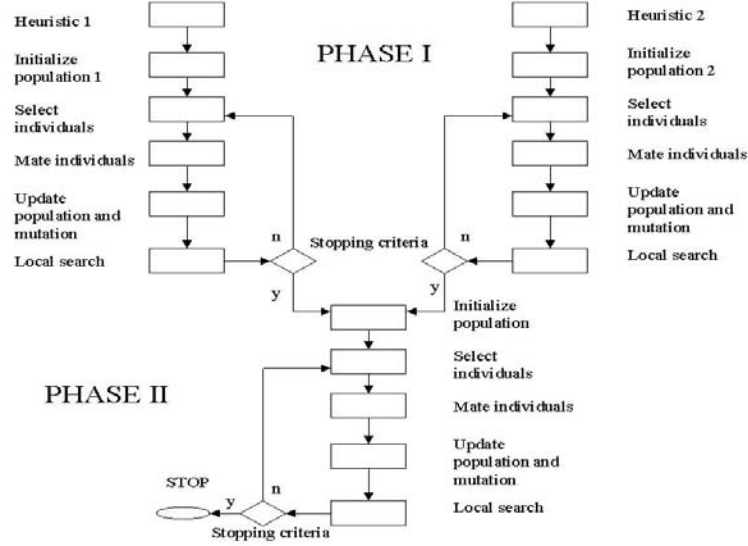 Heuristic 1
Initialize
population 1
Select
individuals
Mate individuals
Update
population and
mutation
Local search
PHASE I
n
Stopping criteria
n
y
y
Heuristic 2
Initialize
population 2
Select
individuals
Mate individuals
Update
population and
mutation
Local search
PHASE II
Initialize
population
Select
individuals
Mate individuals
Update
population and
mutation
Local search
STOP
y
n
Stopping criteria